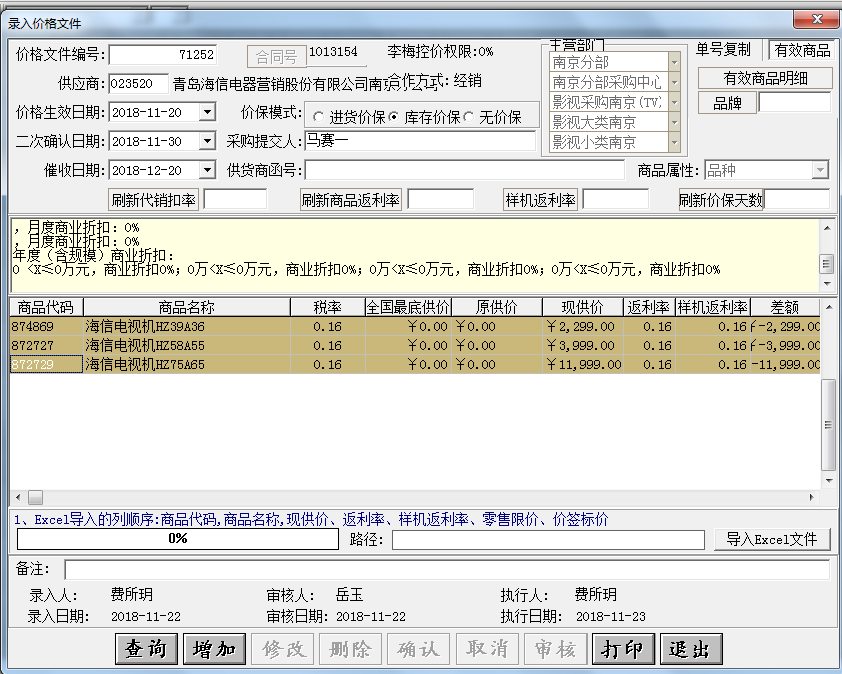 录入价格文件
价格文件编号: 71252 合同号 1013154 李梅控价权限:0% 主营部门 单号复制 有效商品
供应商: 023520 青岛海信电器营销股份有限公司南京 合作方式: 经销 南京分部 有效商品明细
南京分部采购中心
价格生效日期: 2018-11-20 价保模式: 进货价保 库存价保 无价保 影视采购南京(TV) 品牌
影视大类南京
二次确认日期: 2018-11-30 采购提交人: 马赛一 影视小类南京
催收日期: 2018-12-20 供货商函号: 商品属性: 品种
刷新代销扣率 刷新商品返利率 样机返利率 刷新价保天数
，月度商业折扣: 0%
，月度商业折扣: 0%
年度（含规摸）商业折扣:
0 <X≤0万元，商业折扣0%; 0万<X≤0万元，商业折扣0%; 0万<X≤0万元，商业折扣0%; 0万<X≤0万元，商业折扣0%
商品代码 商品名称 税率 全国最底供价 原供价 现供价 返利率 样机返利率 差额
874869 海信电视机HZ39A36 0.16 ￥0.00 ￥0.00 ￥2,299.00 0.16 0.16 -2,299.00
872727 海信电视机HZ58A55 0.16 ￥0.00 ￥0.00 ￥3,999.00 0.16 0.16 -3,999.00
872729 海信电视机HZ75A65 0.16 ￥0.00 ￥0.00 ￥11,999.00 0.16 0.16 -11,999.00
1、Excel导入的列顺序:商品代码,商品名称,现供价、返利率、样机返利率、零售限价、价签标价
0% 路径: 导入Excel文件
备注:
录入人: 费所玥 审核人: 岳玉 执行人: 费所玥
录入日期: 2018-11-22 审核日期: 2018-11-22 执行日期: 2018-11-23
查询 增加 修改 删除 确认 取消 审核 打印 退出